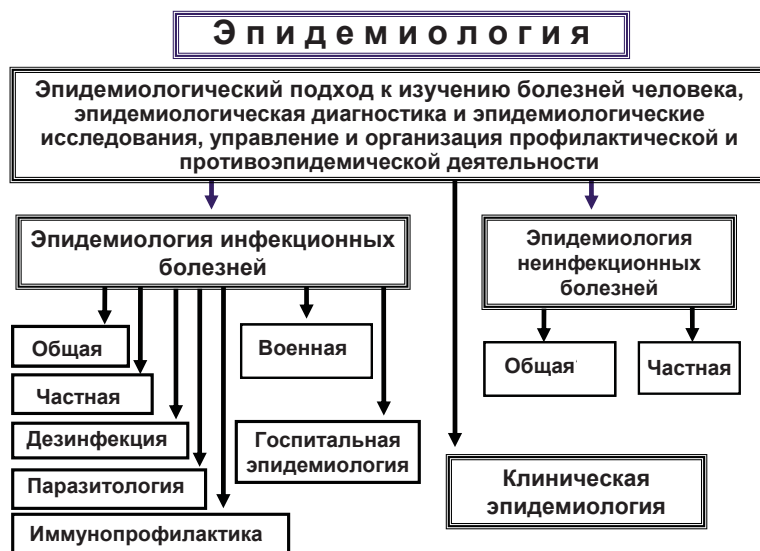 Эпидемиология
Эпидемиологический подход к изучению болезней человека,
эпидемиологическая диагностика и эпидемиологические
исследования, управление и организация профилактической и
противоэпидемической деятельности
Эпидемиология инфекционных
болезней
Эпидемиология
неинфекционных
болезней
Общая
Частная
Дезинфекция
Паразитология
Иммунопрофилактика
Военная
Госпитальная
эпидемиология
Общая
Частная
Клиническая
эпидемиология